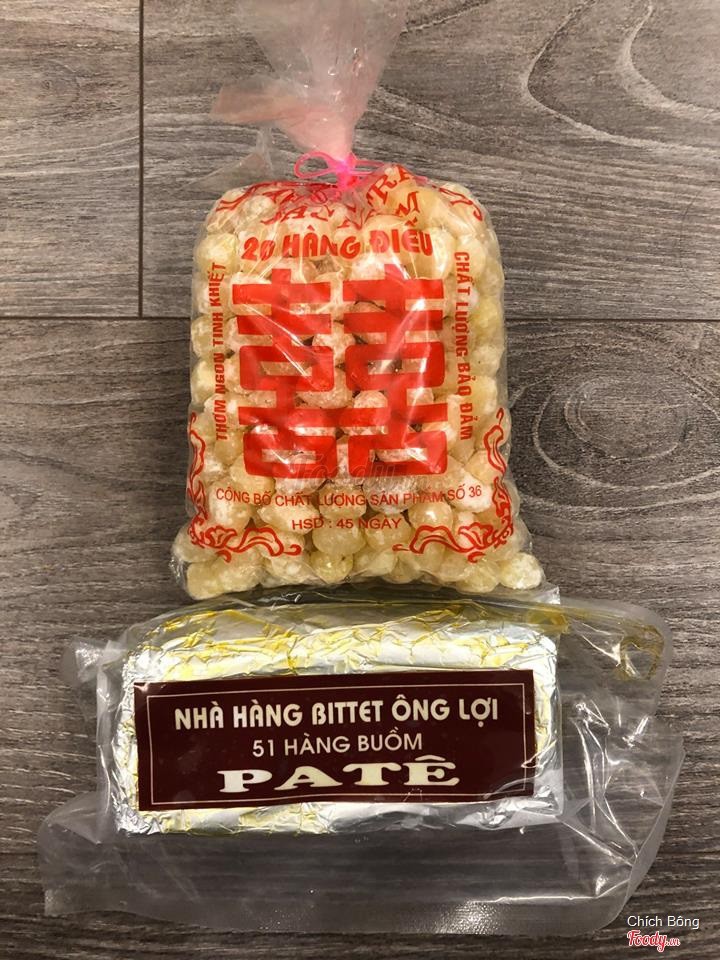 20 HÀNG ĐIẾU
THƠM NGON TINH KHIẾT
囍
CHẤT LƯỢNG BẢO ĐẢM
CÔNG BỐ CHẤT LƯỢNG SẢN PHẨM SỐ 36
HSD : 45 NGÀY
Foody
NHÀ HÀNG BITTET ÔNG LỢI
51 HÀNG BUỒM
PATÊ
Chích Bông
Foody.vn